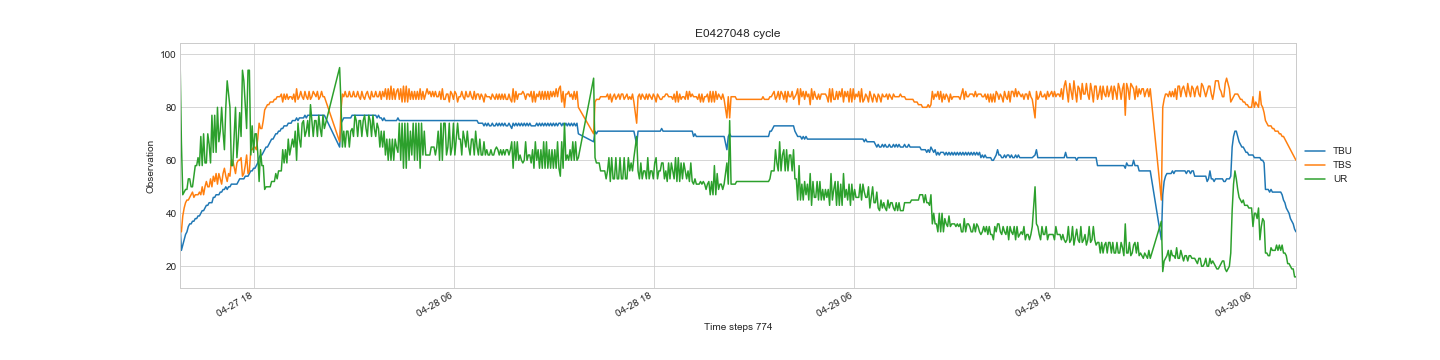 E0427048 cycle
100
80
60
40
20
Observation
04-27 18
04-28 06
04-28 18
04-29 06
04-29 18
04-30 06
Time steps 774
TBU
TBS
UR